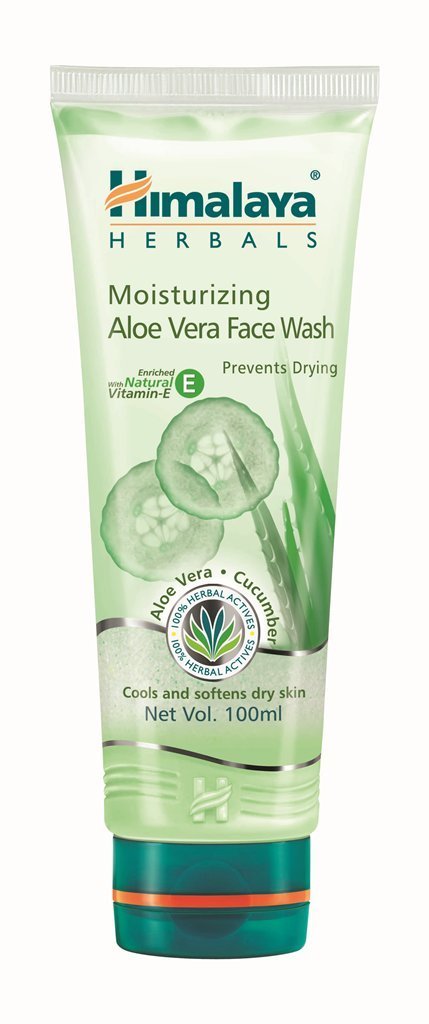 Himalaya®
HERBALS
Moisturizing
Aloe Vera Face Wash
Prevents Drying
Enriched
With Natural
Vitamin-E
E
Aloe Vera • Cucumber
100% HERBAL ACTIVES
100% HERBAL ACTIVES
Cools and softens dry skin
Net Vol. 100ml
H